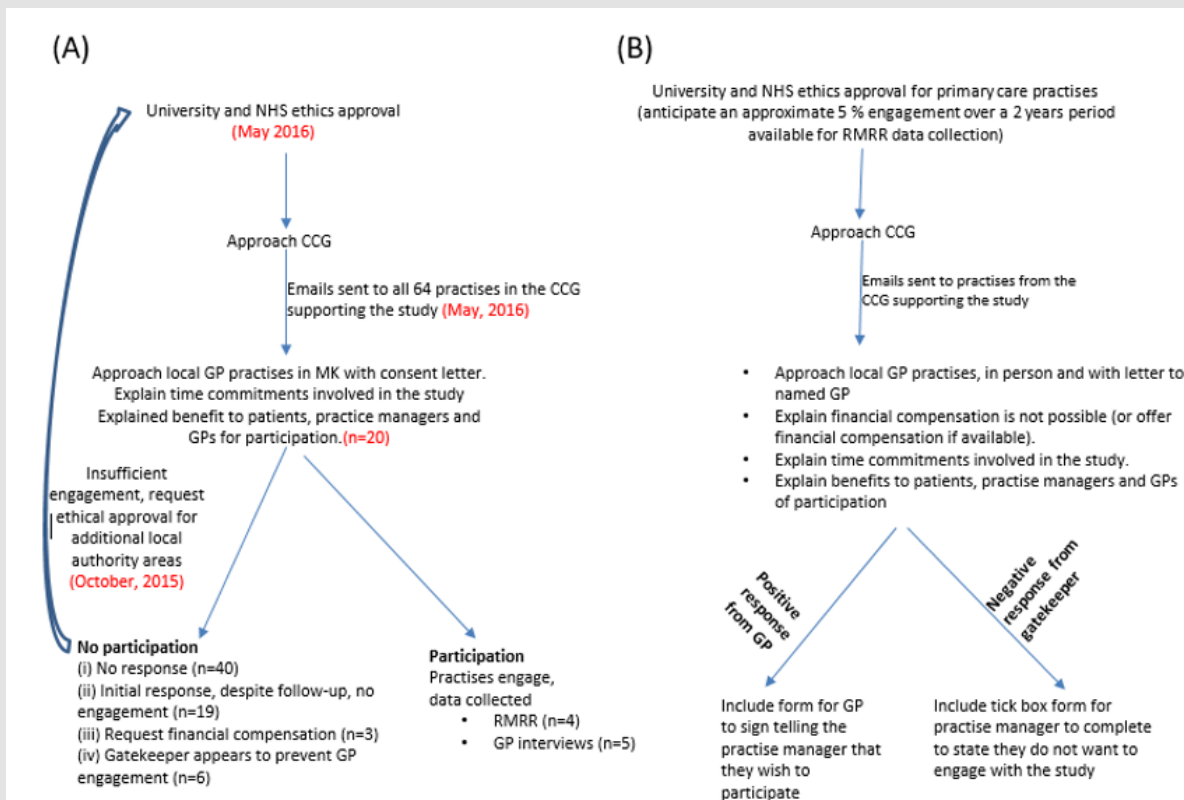 (A)
University and NHS ethics approval
(May 2016)
Approach CCG
Emails sent to all 64 practises in the CCG
supporting the study (May, 2016)
Approach local GP practises in MK with consent letter.
Explain time commitments involved in the study
Explained benefit to patients, practice managers and
GPs for participation.(n=20)
Insufficient
engagement, request
ethical approval for
additional local
authority areas
(October, 2015)
No participation
(i) No response (n=40)
(ii) Initial response, despite follow-up, no
engagement (n=19)
(iii) Request financial compensation (n=3)
(iv) Gatekeeper appears to prevent GP
engagement (n=6)
Participation
Practises engage,
data collected
• RMRR (n=4)
• GP interviews (n=5)
(B)
University and NHS ethics approval for primary care practises
(anticipate an approximate 5 % engagement over a 2 years period
available for RMRR data collection)
Approach CCG
Emails sent to practises from the
CCG supporting the study
• Approach local GP practises, in person and with letter to
named GP
• Explain financial compensation is not possible (or offer
financial compensation if available).
• Explain time commitments involved in the study.
• Explain benefits to patients, practise managers and GPs
of participation
Positive
response
from GP
Negative
response from
gatekeeper
Include form for GP
to sign telling the
practise manager that
they wish to
participate
Include tick box form for
practise manager to complete
to state they do not want to
engage with the study